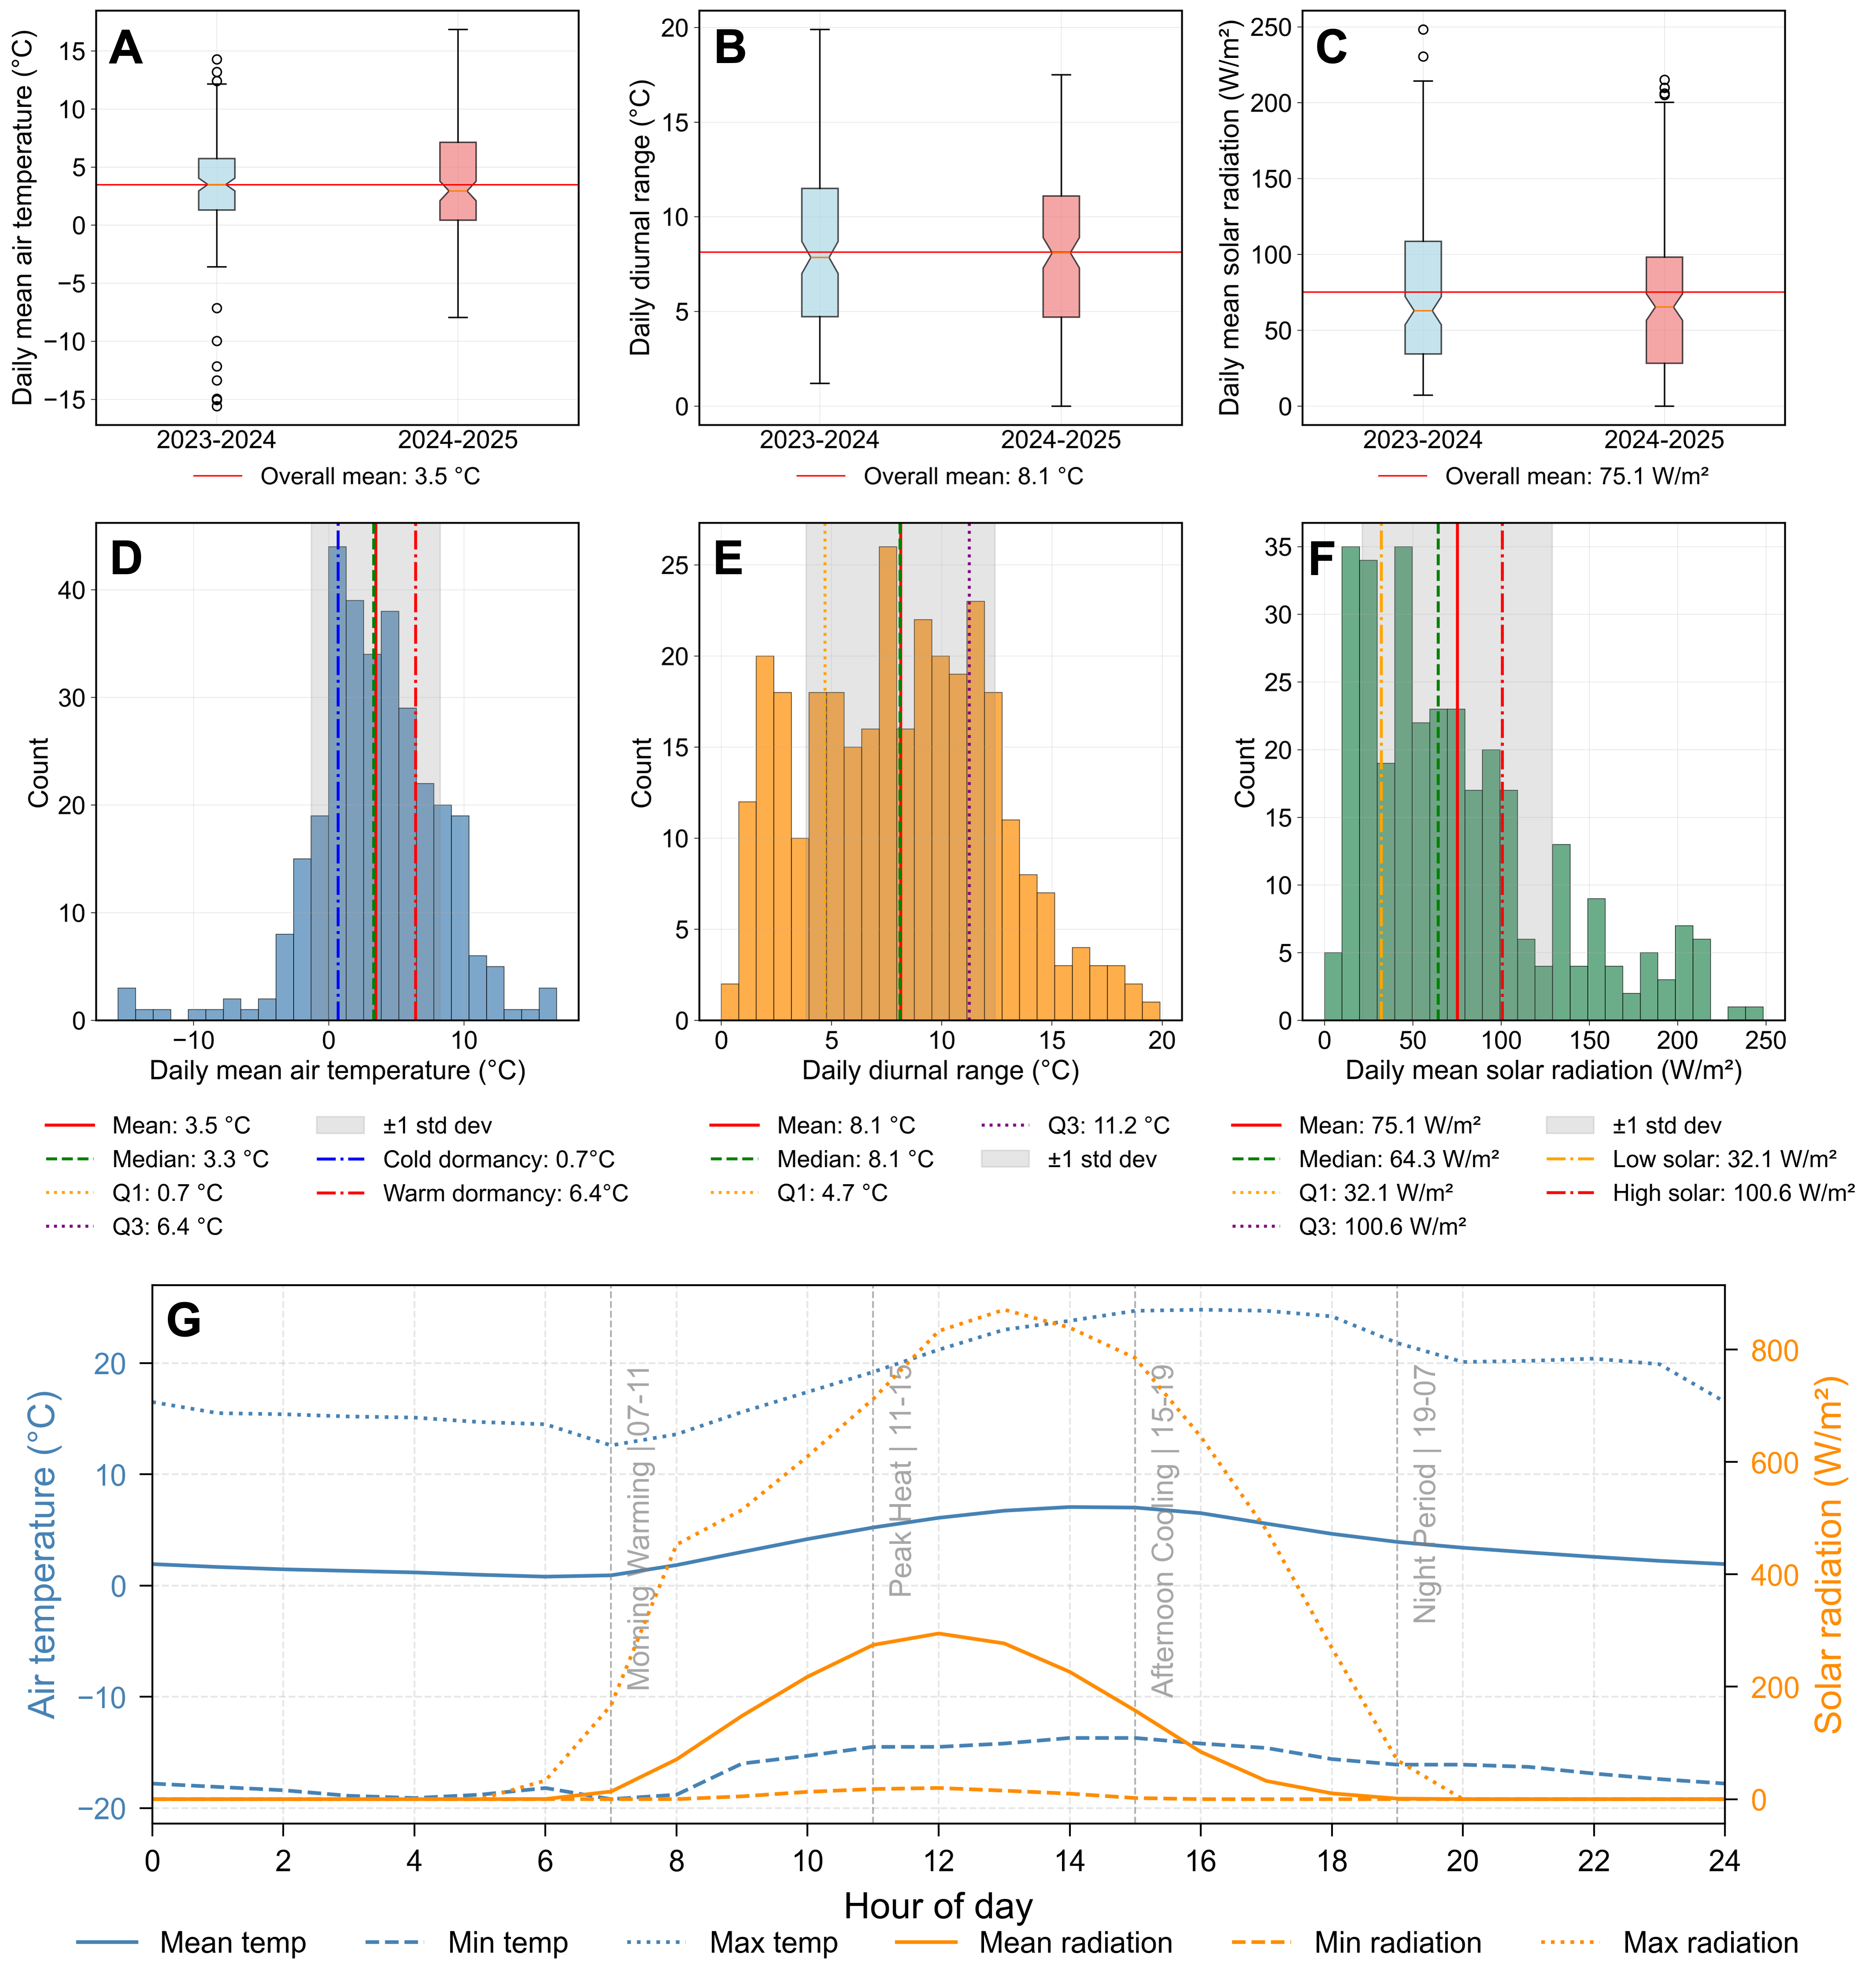 A
Daily mean air temperature (°C)
15
10
5
0
−5
−10
−15
2023-2024
2024-2025
Overall mean: 3.5 °C
B
Daily diurnal range (°C)
20
15
10
5
0
2023-2024
2024-2025
Overall mean: 8.1 °C
C
Daily mean solar radiation (W/m²)
250
200
150
100
50
0
2023-2024
2024-2025
Overall mean: 75.1 W/m²
D
Count
40
30
20
10
0
−10
0
10
Daily mean air temperature (°C)
Mean: 3.5 °C
Median: 3.3 °C
Q1: 0.7 °C
Q3: 6.4 °C
±1 std dev
Cold dormancy: 0.7°C
Warm dormancy: 6.4°C
E
Count
25
20
15
10
5
0
0
5
10
15
20
Daily diurnal range (°C)
Mean: 8.1 °C
Median: 8.1 °C
Q1: 4.7 °C
Q3: 11.2 °C
±1 std dev
F
Count
35
30
25
20
15
10
5
0
0
50
100
150
200
250
Daily mean solar radiation (W/m²)
Mean: 75.1 W/m²
Median: 64.3 W/m²
Q1: 32.1 W/m²
Q3: 100.6 W/m²
±1 std dev
Low solar: 32.1 W/m²
High solar: 100.6 W/m²
G
Air temperature (°C)
20
10
0
−10
−20
Morning Warming | 07-11
Peak Heat | 11-15
Afternoon Cooling | 15-19
Night Period | 19-07
800
600
400
200
0
Solar radiation (W/m²)
0
2
4
6
8
10
12
14
16
18
20
22
24
Hour of day
Mean temp
Min temp
Max temp
Mean radiation
Min radiation
Max radiation